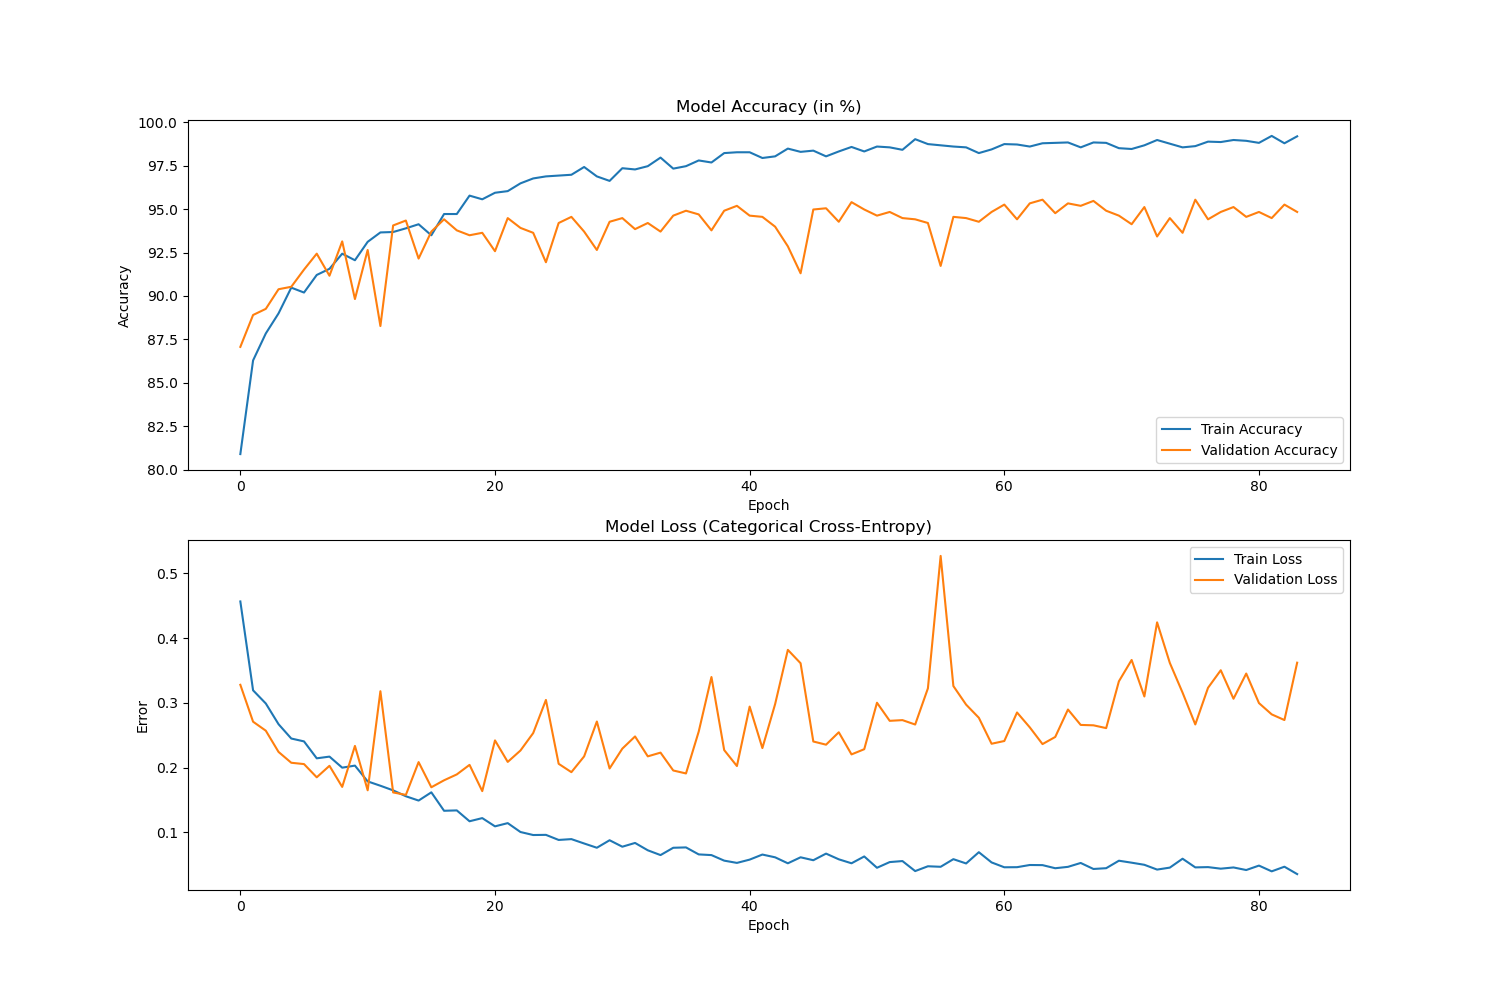 Model Accuracy (in %)
100.0
97.5
95.0
92.5
90.0
87.5
85.0
82.5
80.0
Accuracy
Train Accuracy
Validation Accuracy
0 20 40 60 80
Epoch
Model Loss (Categorical Cross-Entropy)
0.5
0.4
0.3
0.2
0.1
Error
Train Loss
Validation Loss
0 20 40 60 80
Epoch